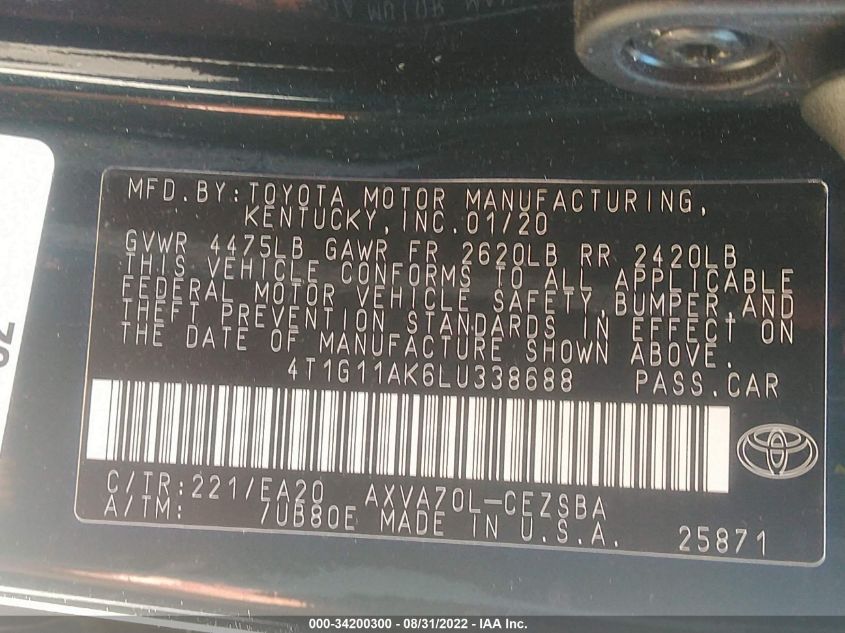 MFD.BY:TOYOTA MOTOR MANUFACTURING,
KENTUCKY,INC.01/20
GVWR 4475LB GAWR FR 2620LB RR 2420LB
THIS VEHICLE CONFORMS TO ALL APPLICABLE
FEDERAL MOTOR VEHICLE SAFETY,BUMPER,AND
THEFT PREVENTION STANDARDS IN EFFECT ON
THE DATE OF MANUFACTURE SHOWN ABOVE.
4T1G11AK6LU338688 PASS.CAR
C/TR:221/EA20 AXVA70L-CEZSBA
A/TM: /UB80E MADE IN U.S.A. 25871
000-34200300 - 08/31/2022 - IAA Inc.